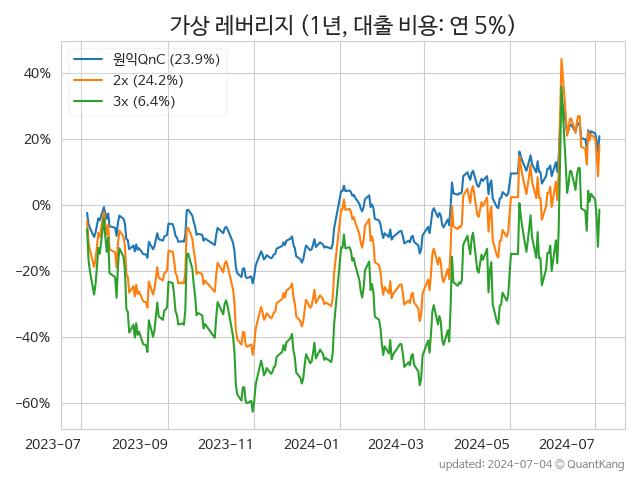 가상 레버리지 (1년, 대출 비용: 연 5%)
원익QnC (23.9%)
2x (24.2%)
3x (6.4%)
40%
20%
0%
−20%
−40%
−60%
2023-07 2023-09 2023-11 2024-01 2024-03 2024-05 2024-07
updated: 2024-07-04 © QuantKang